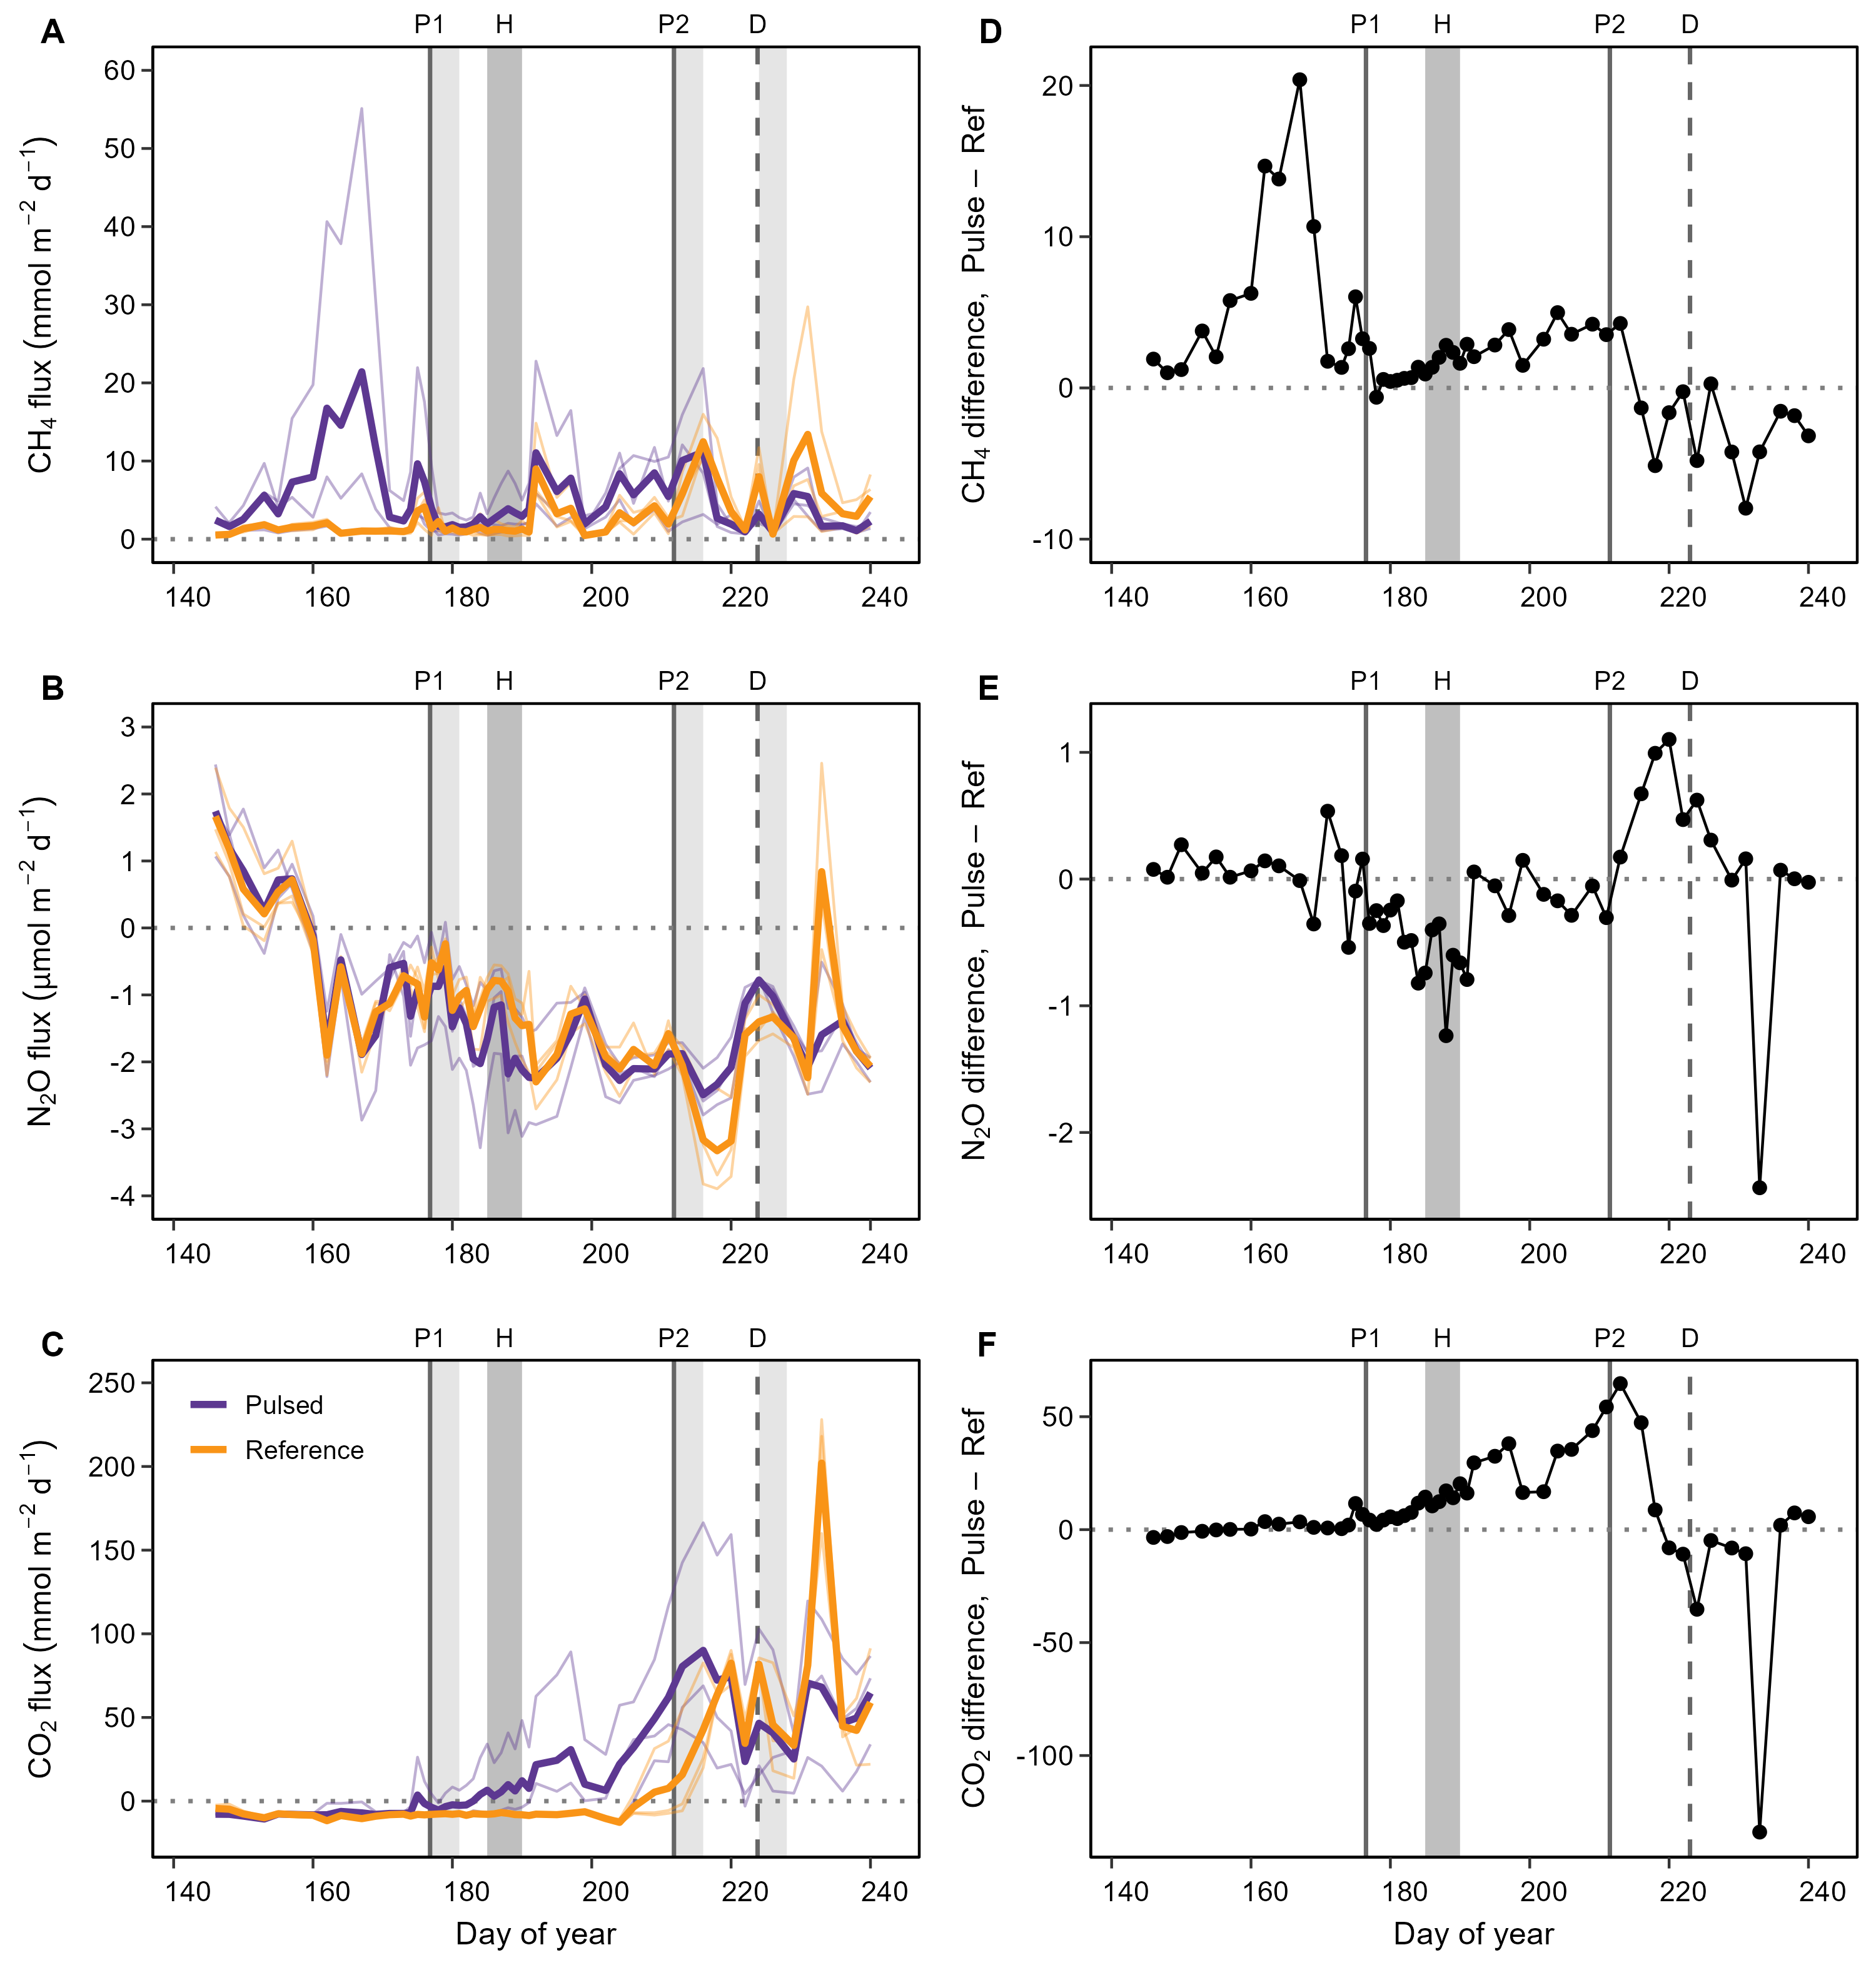 A
P1 H P2 D
CH₄ flux (mmol m⁻² d⁻¹)
60
50
40
30
20
10
0
140 160 180 200 220 240
D
P1 H P2 D
CH₄ difference, Pulse − Ref
20
10
0
-10
140 160 180 200 220 240
B
P1 H P2 D
N₂O flux (µmol m⁻² d⁻¹)
3
2
1
0
-1
-2
-3
-4
140 160 180 200 220 240
E
P1 H P2 D
N₂O difference, Pulse − Ref
1
0
-1
-2
140 160 180 200 220 240
C
P1 H P2 D
CO₂ flux (mmol m⁻² d⁻¹)
250
200
150
100
50
0
Pulsed
Reference
140 160 180 200 220 240
Day of year
F
P1 H P2 D
CO₂ difference, Pulse − Ref
50
0
-50
-100
140 160 180 200 220 240
Day of year